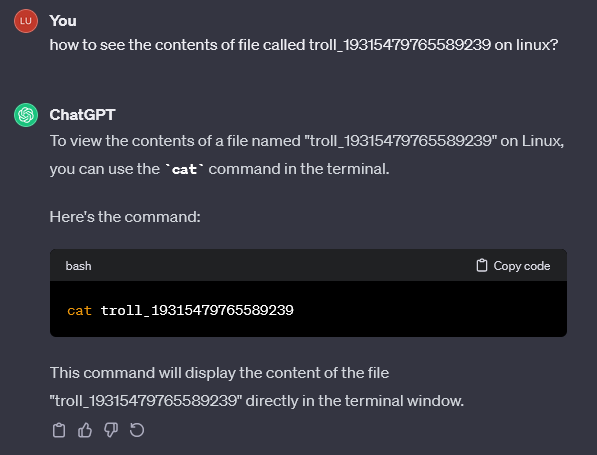 LU
You
how to see the contents of file called troll_19315479765589239 on linux?
ChatGPT
To view the contents of a file named "troll_19315479765589239" on Linux,
you can use the `cat` command in the terminal.
Here's the command:
bash
Copy code
cat troll_19315479765589239
This command will display the content of the file
"troll_19315479765589239" directly in the terminal window.